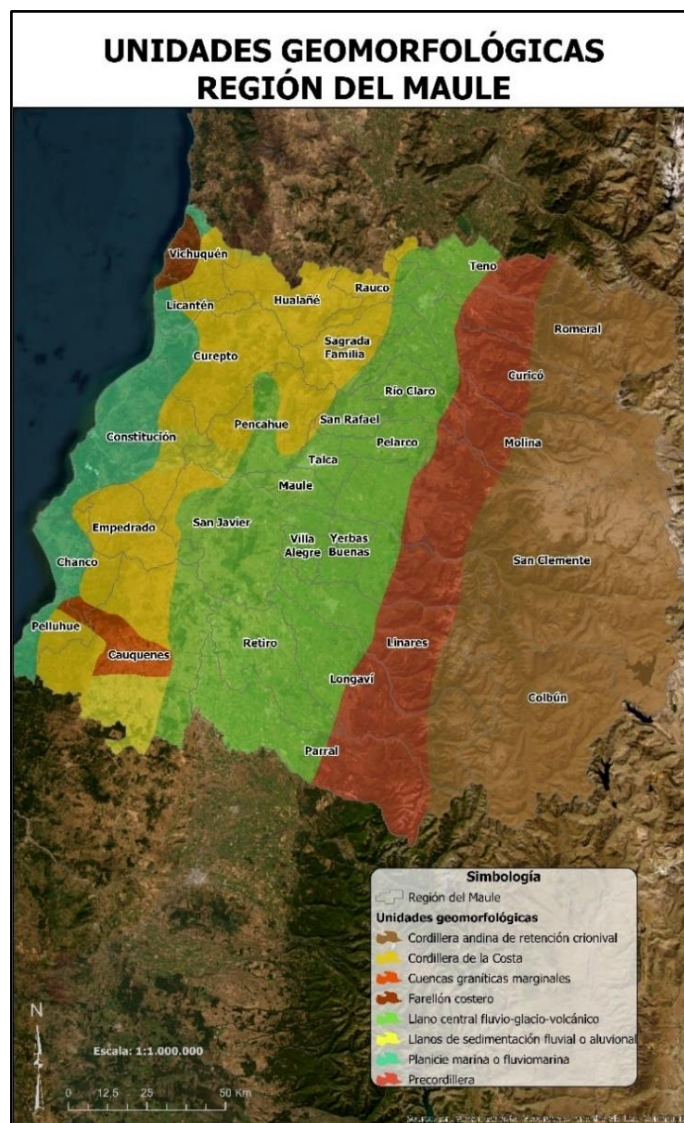 UNIDADES GEOMORFOLÓGICAS
REGIÓN DEL MAULE
Vichuquén
Teno
Licantén
Hualañé
Rauco
Romeral
Curepto
Sagrada
Familia
Curicó
Río Claro
Pencahue
San Rafael
Constitución
Pelarco
Molina
Talca
Maule
Empedrado
San Javier
Villa
Alegre
Yerbas
Buenas
Chanco
San Clemente
Pelluhue
Cauquenes
Retiro
Linares
Longaví
Colbún
Parral
Simbología
Región del Maule
Unidades geomorfológicas
Cordillera andina de retención crionival
Cordillera de la Costa
Cuencas graníticas marginales
Farellón costero
Llano central fluvio-glacio-volcánico
Llanos de sedimentación fluvial o aluvional
Planicie marina o fluviomarina
Precordillera
N
Escala: 1:1.000.000
0 12,5 25 50 Km